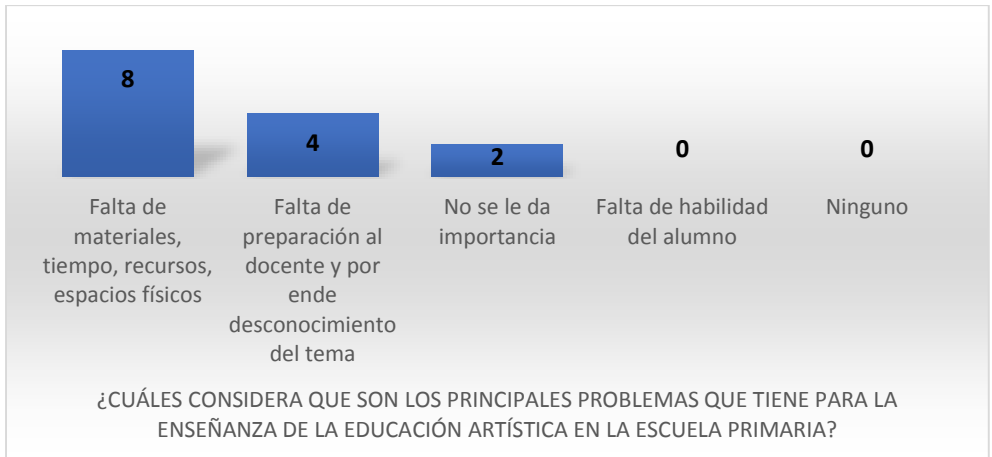 8
4
2
0
0
Falta de
materiales,
tiempo, recursos,
espacios físicos
Falta de
preparación al
docente y por
ende
desconocimiento
del tema
No se le da
importancia
Falta de habilidad
del alumno
Ninguno
¿CUÁLES CONSIDERA QUE SON LOS PRINCIPALES PROBLEMAS QUE TIENE PARA LA
ENSEÑANZA DE LA EDUCACIÓN ARTÍSTICA EN LA ESCUELA PRIMARIA?